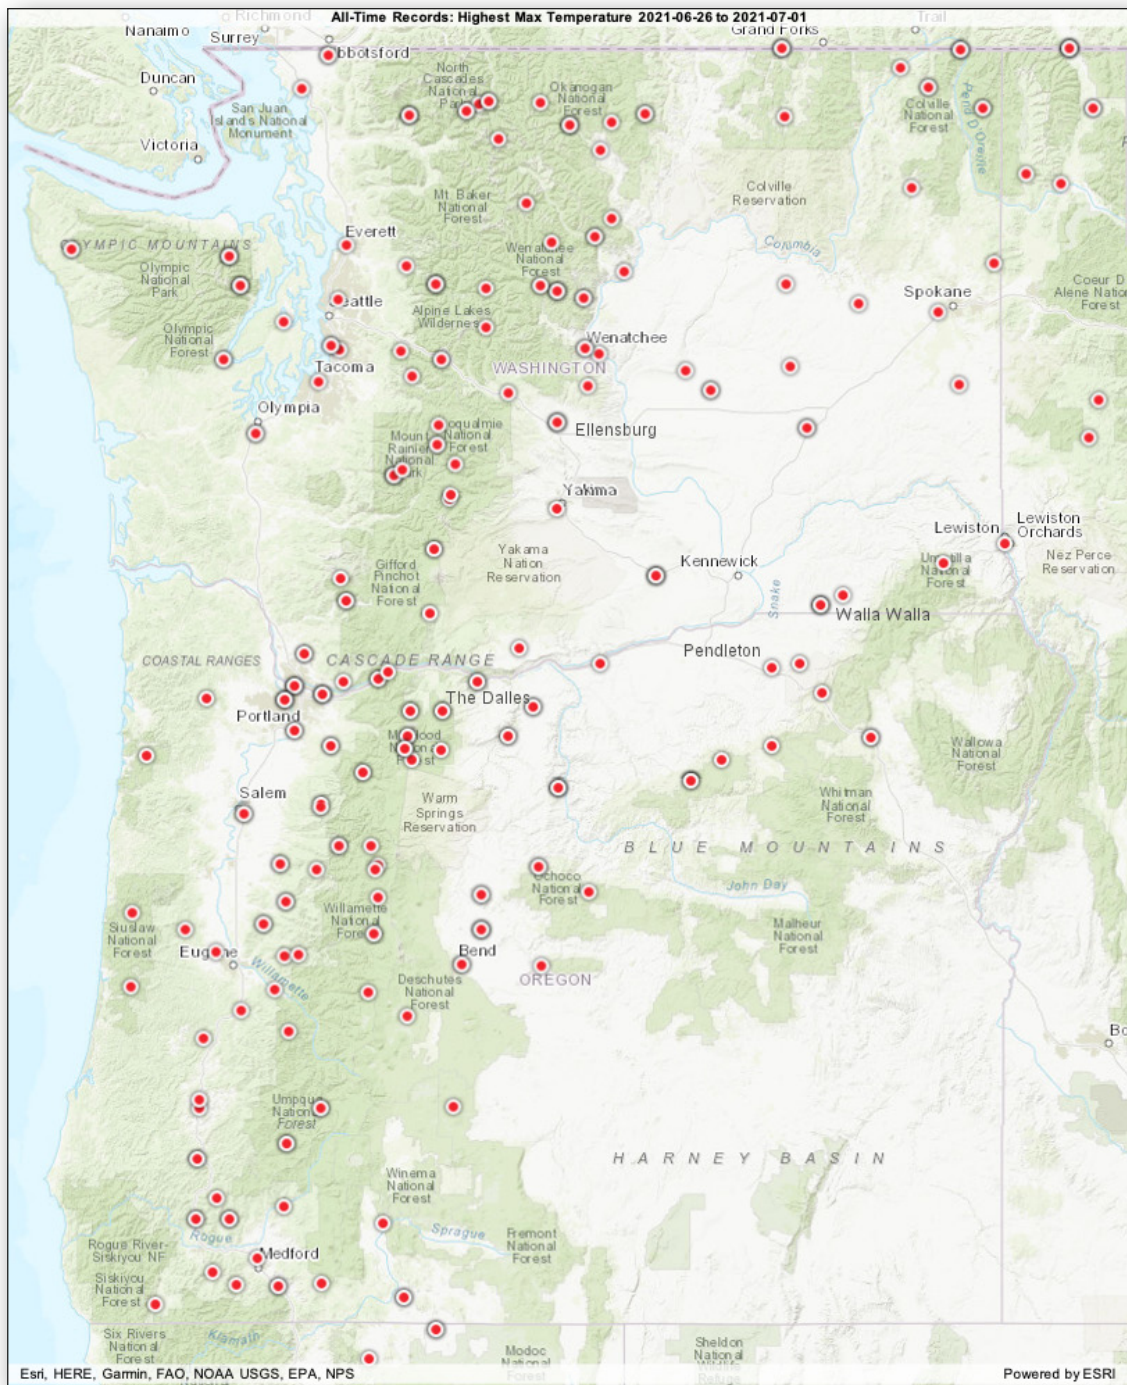 All-Time Records: Highest Max Temperature 2021-06-26 to 2021-07-01
Richmond
Trail
Nanaimo
Surrey
Grand Forks
bbotsford
North
Cascades
National
Park
Okanogan
National
Forest
Duncan
San Juan
Islands National
Monument
Colville
National
Forest
Pend D Oreille
Victoria
Colville
Reservation
Mt Baker
National
Forest
Everett
YMPIC MOUNTAINS
Columbia
Wenatchee
National
Forest
Olympic
National
Park
Coeur D
Alene Natio
Forest
Spokane
eattle
Alpine Lakes
Wilderness
Olympic
National
Forest
Wenatchee
Tacoma
WASHINGTON
Olympia
oqualmie
National
Forest
Ellensburg
Mount
Rainier
National
Park
Yakima
Lewiston
Lewiston
Orchards
Yakama
Nation
Reservation
Kennewick
Umatilla
National
Forest
Nez Perce
Reservation
Gifford
Pinchot
National
Forest
Snake
Walla Walla
Pendleton
COASTAL RANGES
CASCADE RANGE
The Dalles
Portland
National
Forest
Wallowa
National
Forest
Salem
Warm
Springs
Reservation
Whitman
National
Forest
BLUE MOUNTAINS
Ochoco
National
Forest
John Day
Willamette
National
Forest
Siuslaw
National
Forest
Malheur
National
Forest
Eugene
Bend
Willamette
Deschutes
National
Forest
OREGON
Bo
Umpqua
National
Forest
HARNEY BASIN
Winema
National
Forest
Rogue
Sprague
Fremont
National
Forest
Rogue River-
Siskiyou NF
Medford
Siskiyou
National
Forest
Six Rivers
National
Forest
Klamath
Modoc
National
Forest
Sheldon
National
Esri, HERE, Garmin, FAO, NOAA USGS, EPA, NPS
Powered by ESRI